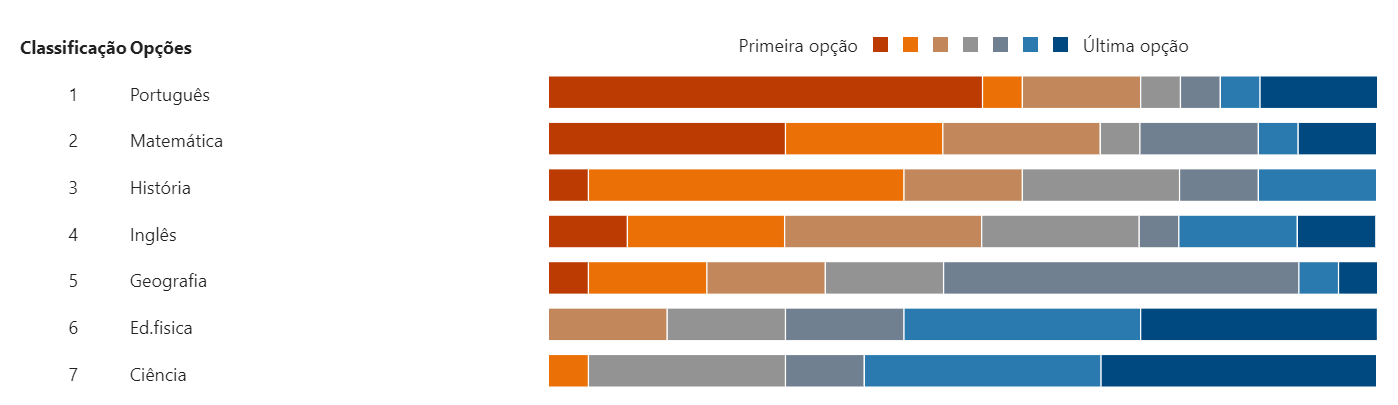 Classificação Opções
Primeira opção Última opção
1 Português
2 Matemática
3 História
4 Inglês
5 Geografia
6 Ed.fisica
7 Ciência